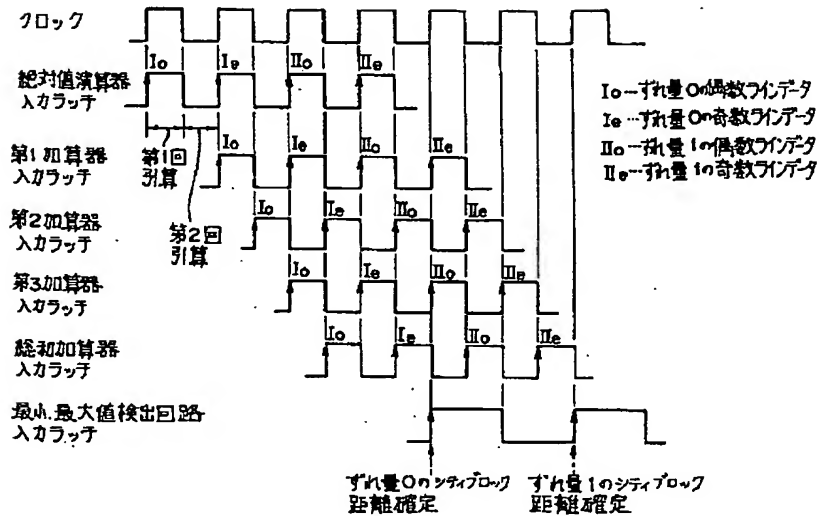 クロック
Io Ie IIo IIe
絶対値演算器
入力ラッチ
Io…ずれ量0の偶数ラインデータ
Ie…ずれ量0の奇数ラインデータ
IIo…ずれ量1の偶数ラインデータ
IIe…ずれ量1の奇数ラインデータ
Io Ie IIo IIe
第1加算器
入力ラッチ
第1回
引算
第2回
引算
Io Ie IIo IIe
第2加算器
入力ラッチ
Io Ie IIo IIe
第3加算器
入力ラッチ
Io Ie IIo IIe
総和加算器
入力ラッチ
最小、最大値検出回路
入力ラッチ
ずれ量0のシティブロック
距離確定
ずれ量1のシティブロック
距離確定